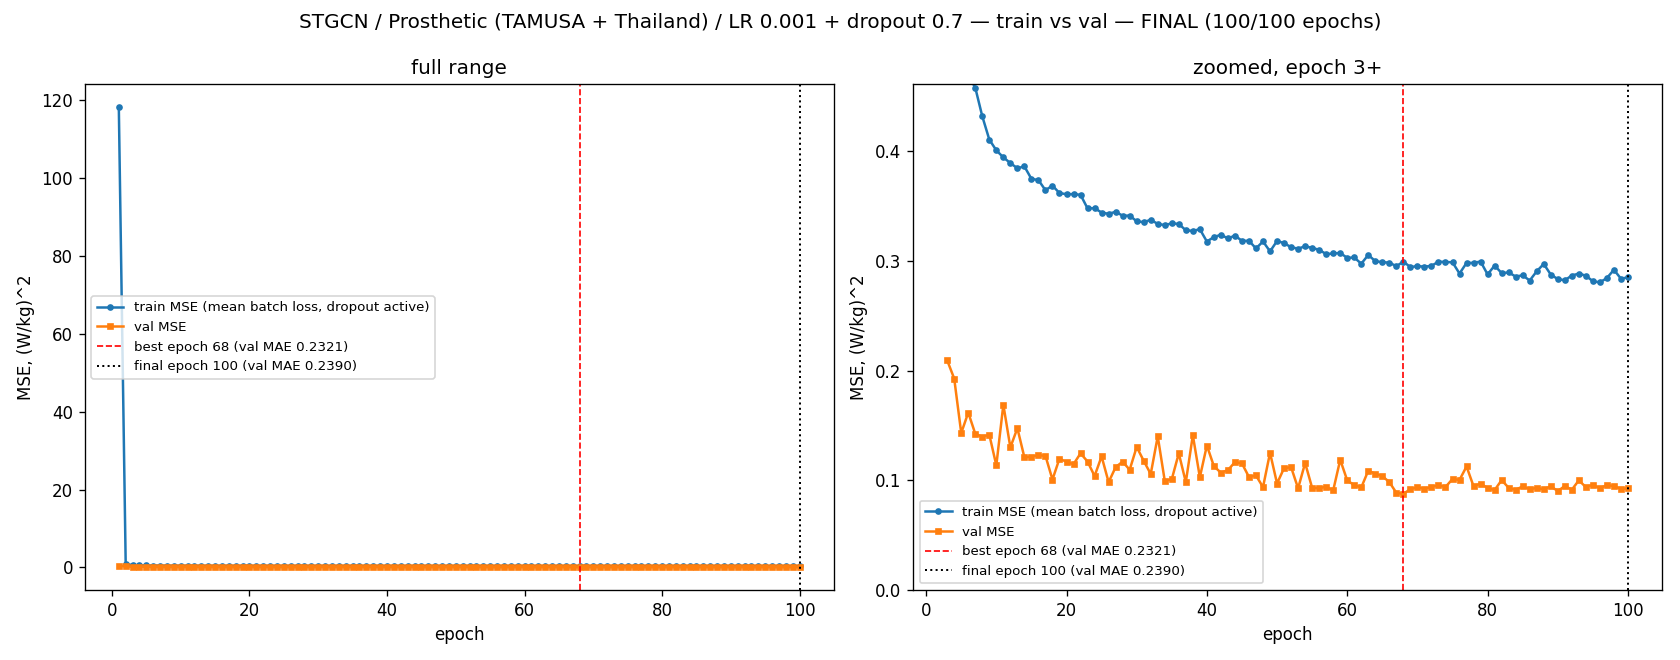 STGCN / Prosthetic (TAMUSA + Thailand) / LR 0.001 + dropout 0.7 — train vs val — FINAL (100/100 epochs)
full range
MSE, (W/kg)^2
120
100
80
60
40
20
0
train MSE (mean batch loss, dropout active)
val MSE
best epoch 68 (val MAE 0.2321)
final epoch 100 (val MAE 0.2390)
0 20 40 60 80 100
epoch
zoomed, epoch 3+
MSE, (W/kg)^2
0.4
0.3
0.2
0.1
0.0
train MSE (mean batch loss, dropout active)
val MSE
best epoch 68 (val MAE 0.2321)
final epoch 100 (val MAE 0.2390)
0 20 40 60 80 100
epoch